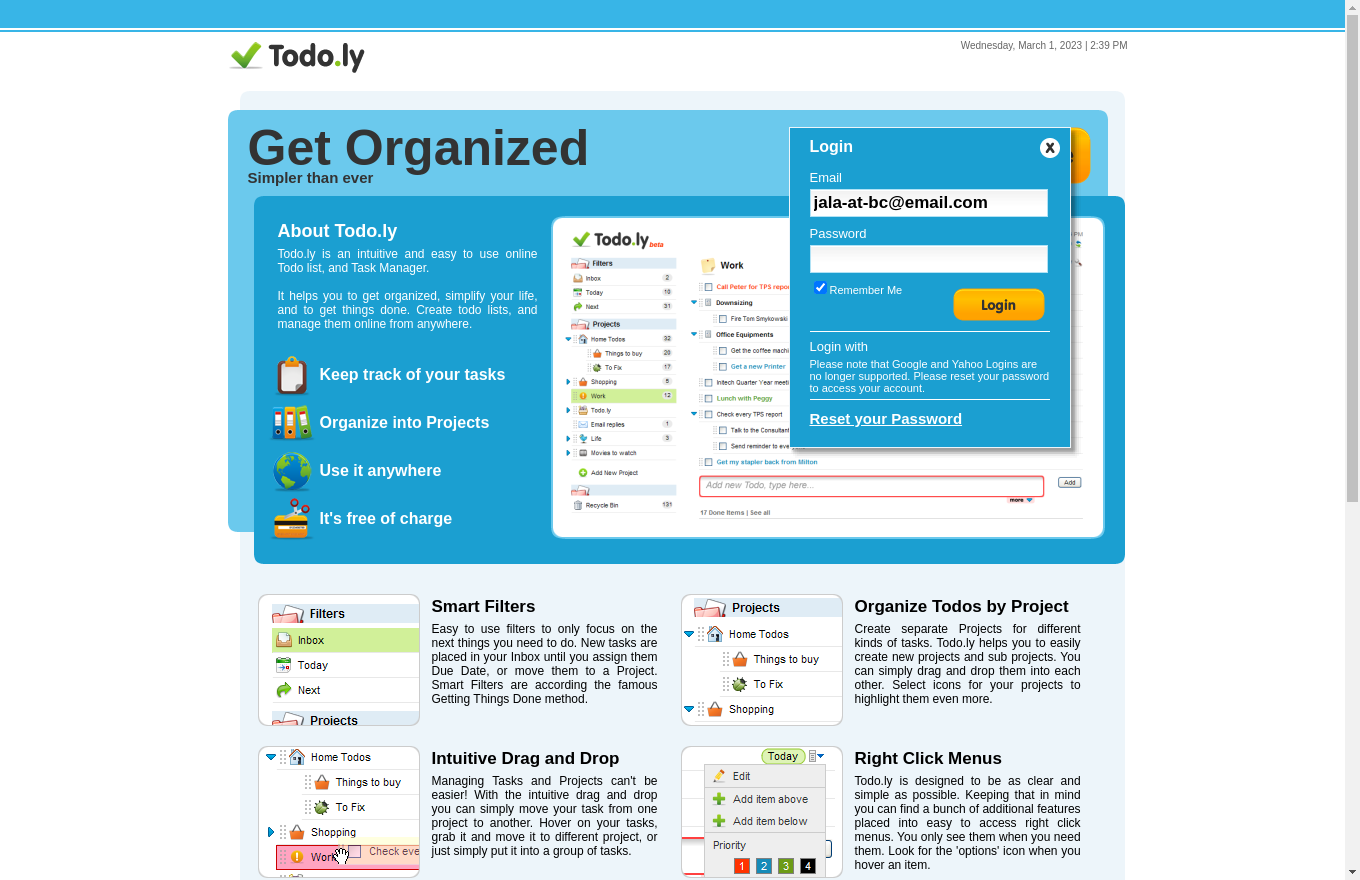 Wednesday, March 1, 2023 | 2:39 PM
Todo.ly
Get Organized
Simpler than ever
Login
X
Email
jala-at-bc@email.com
Password
Remember Me
Login
Login with
Please note that Google and Yahoo Logins are
no longer supported. Please reset your password
to access your account.
Reset your Password
About Todo.ly
Todo.ly is an intuitive and easy to use online
Todo list, and Task Manager.
It helps you to get organized, simplify your life,
and to get things done. Create todo lists, and
manage them online from anywhere.
Keep track of your tasks
Organize into Projects
Use it anywhere
It's free of charge
Todo.ly beta
Filters
Inbox 2
Today 10
Next 31
Projects
Home Todos 32
Things to buy 20
To Fix 17
Shopping 5
Work 12
Todo.ly
Email replies 1
Life 3
Movies to watch
Add New Project
Recycle Bin 131
Work
Call Peter for TPS repor
Downsizing
Fire Tom Smykowski
Office Equipments
Get the coffee machi
Get a new Printer
Initech Quarter Year meeti
Lunch with Peggy
Check every TPS report
Talk to the Consultan
Send reminder to eve
Get my stapler back from Milton
Add new Todo, type here...
Add
more
17 Done Items | See all
Filters
Inbox
Today
Next
Projects
Smart Filters
Easy to use filters to only focus on the
next things you need to do. New tasks are
placed in your Inbox until you assign them
Due Date, or move them to a Project.
Smart Filters are according the famous
Getting Things Done method.
Projects
Home Todos
Things to buy
To Fix
Shopping
Organize Todos by Project
Create separate Projects for different
kinds of tasks. Todo.ly helps you to easily
create new projects and sub projects. You
can simply drag and drop them into each
other. Select icons for your projects to
highlight them even more.
Home Todos
Things to buy
To Fix
Shopping
Work
Check eve
Intuitive Drag and Drop
Managing Tasks and Projects can't be
easier! With the intuitive drag and drop
you can simply move your task from one
project to another. Hover on your tasks,
grab it and move it to different project, or
just simply put it into a group of tasks.
Today
Edit
Add item above
Add item below
Priority
1 2 3 4
Right Click Menus
Todo.ly is designed to be as clear and
simple as possible. Keeping that in mind
you can find a bunch of additional features
placed into easy to access right click
menus. You only see them when you need
them. Look for the 'options' icon when you
hover an item.